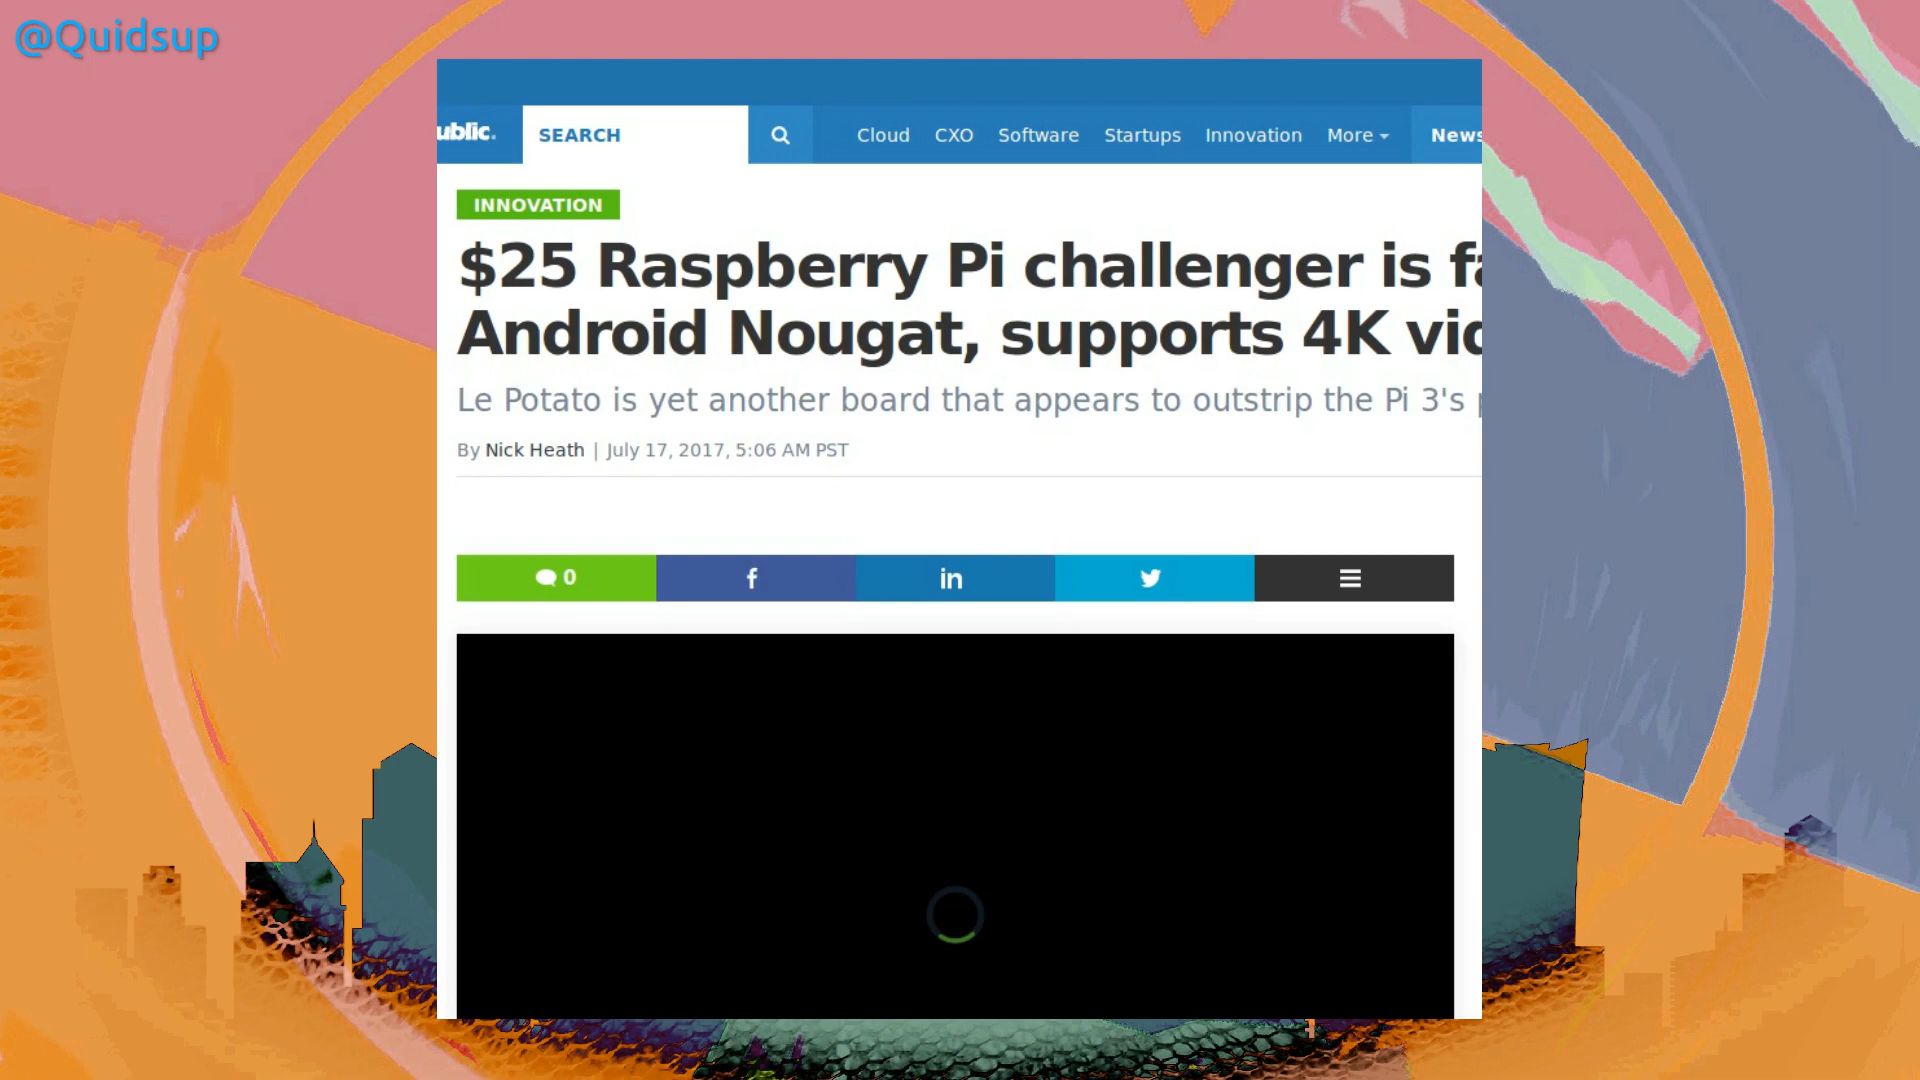 @Quidsup
ublic.
SEARCH
Cloud CXO Software Startups Innovation More News
INNOVATION
$25 Raspberry Pi challenger is fa
Android Nougat, supports 4K vid
Le Potato is yet another board that appears to outstrip the Pi 3's
By Nick Heath | July 17, 2017, 5:06 AM PST
0
f
in